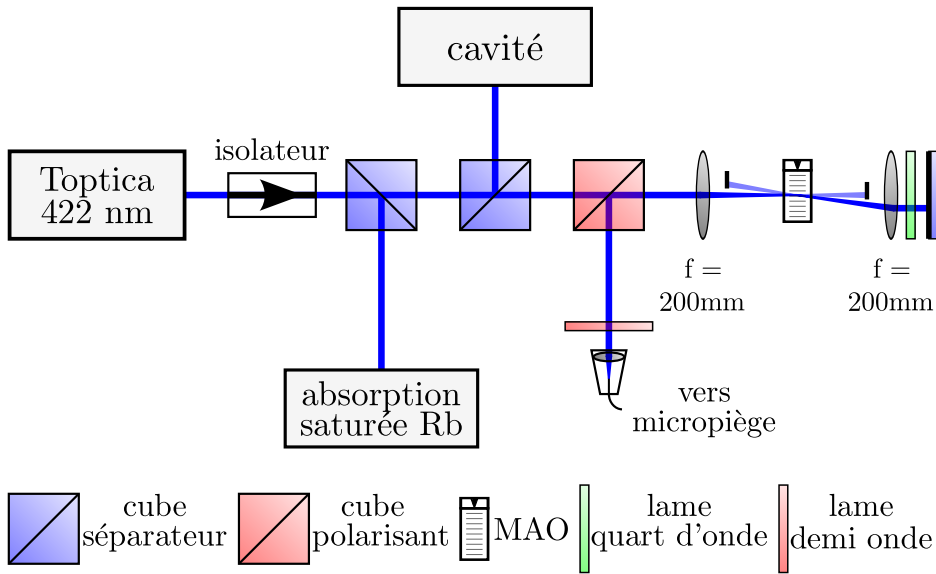 cavité
isolateur
Toptica
422 nm
f =
200mm
f =
200mm
absorption
saturée Rb
vers
micropiège
cube
séparateur
cube
polarisant
MAO
lame
quart d'onde
lame
demi onde